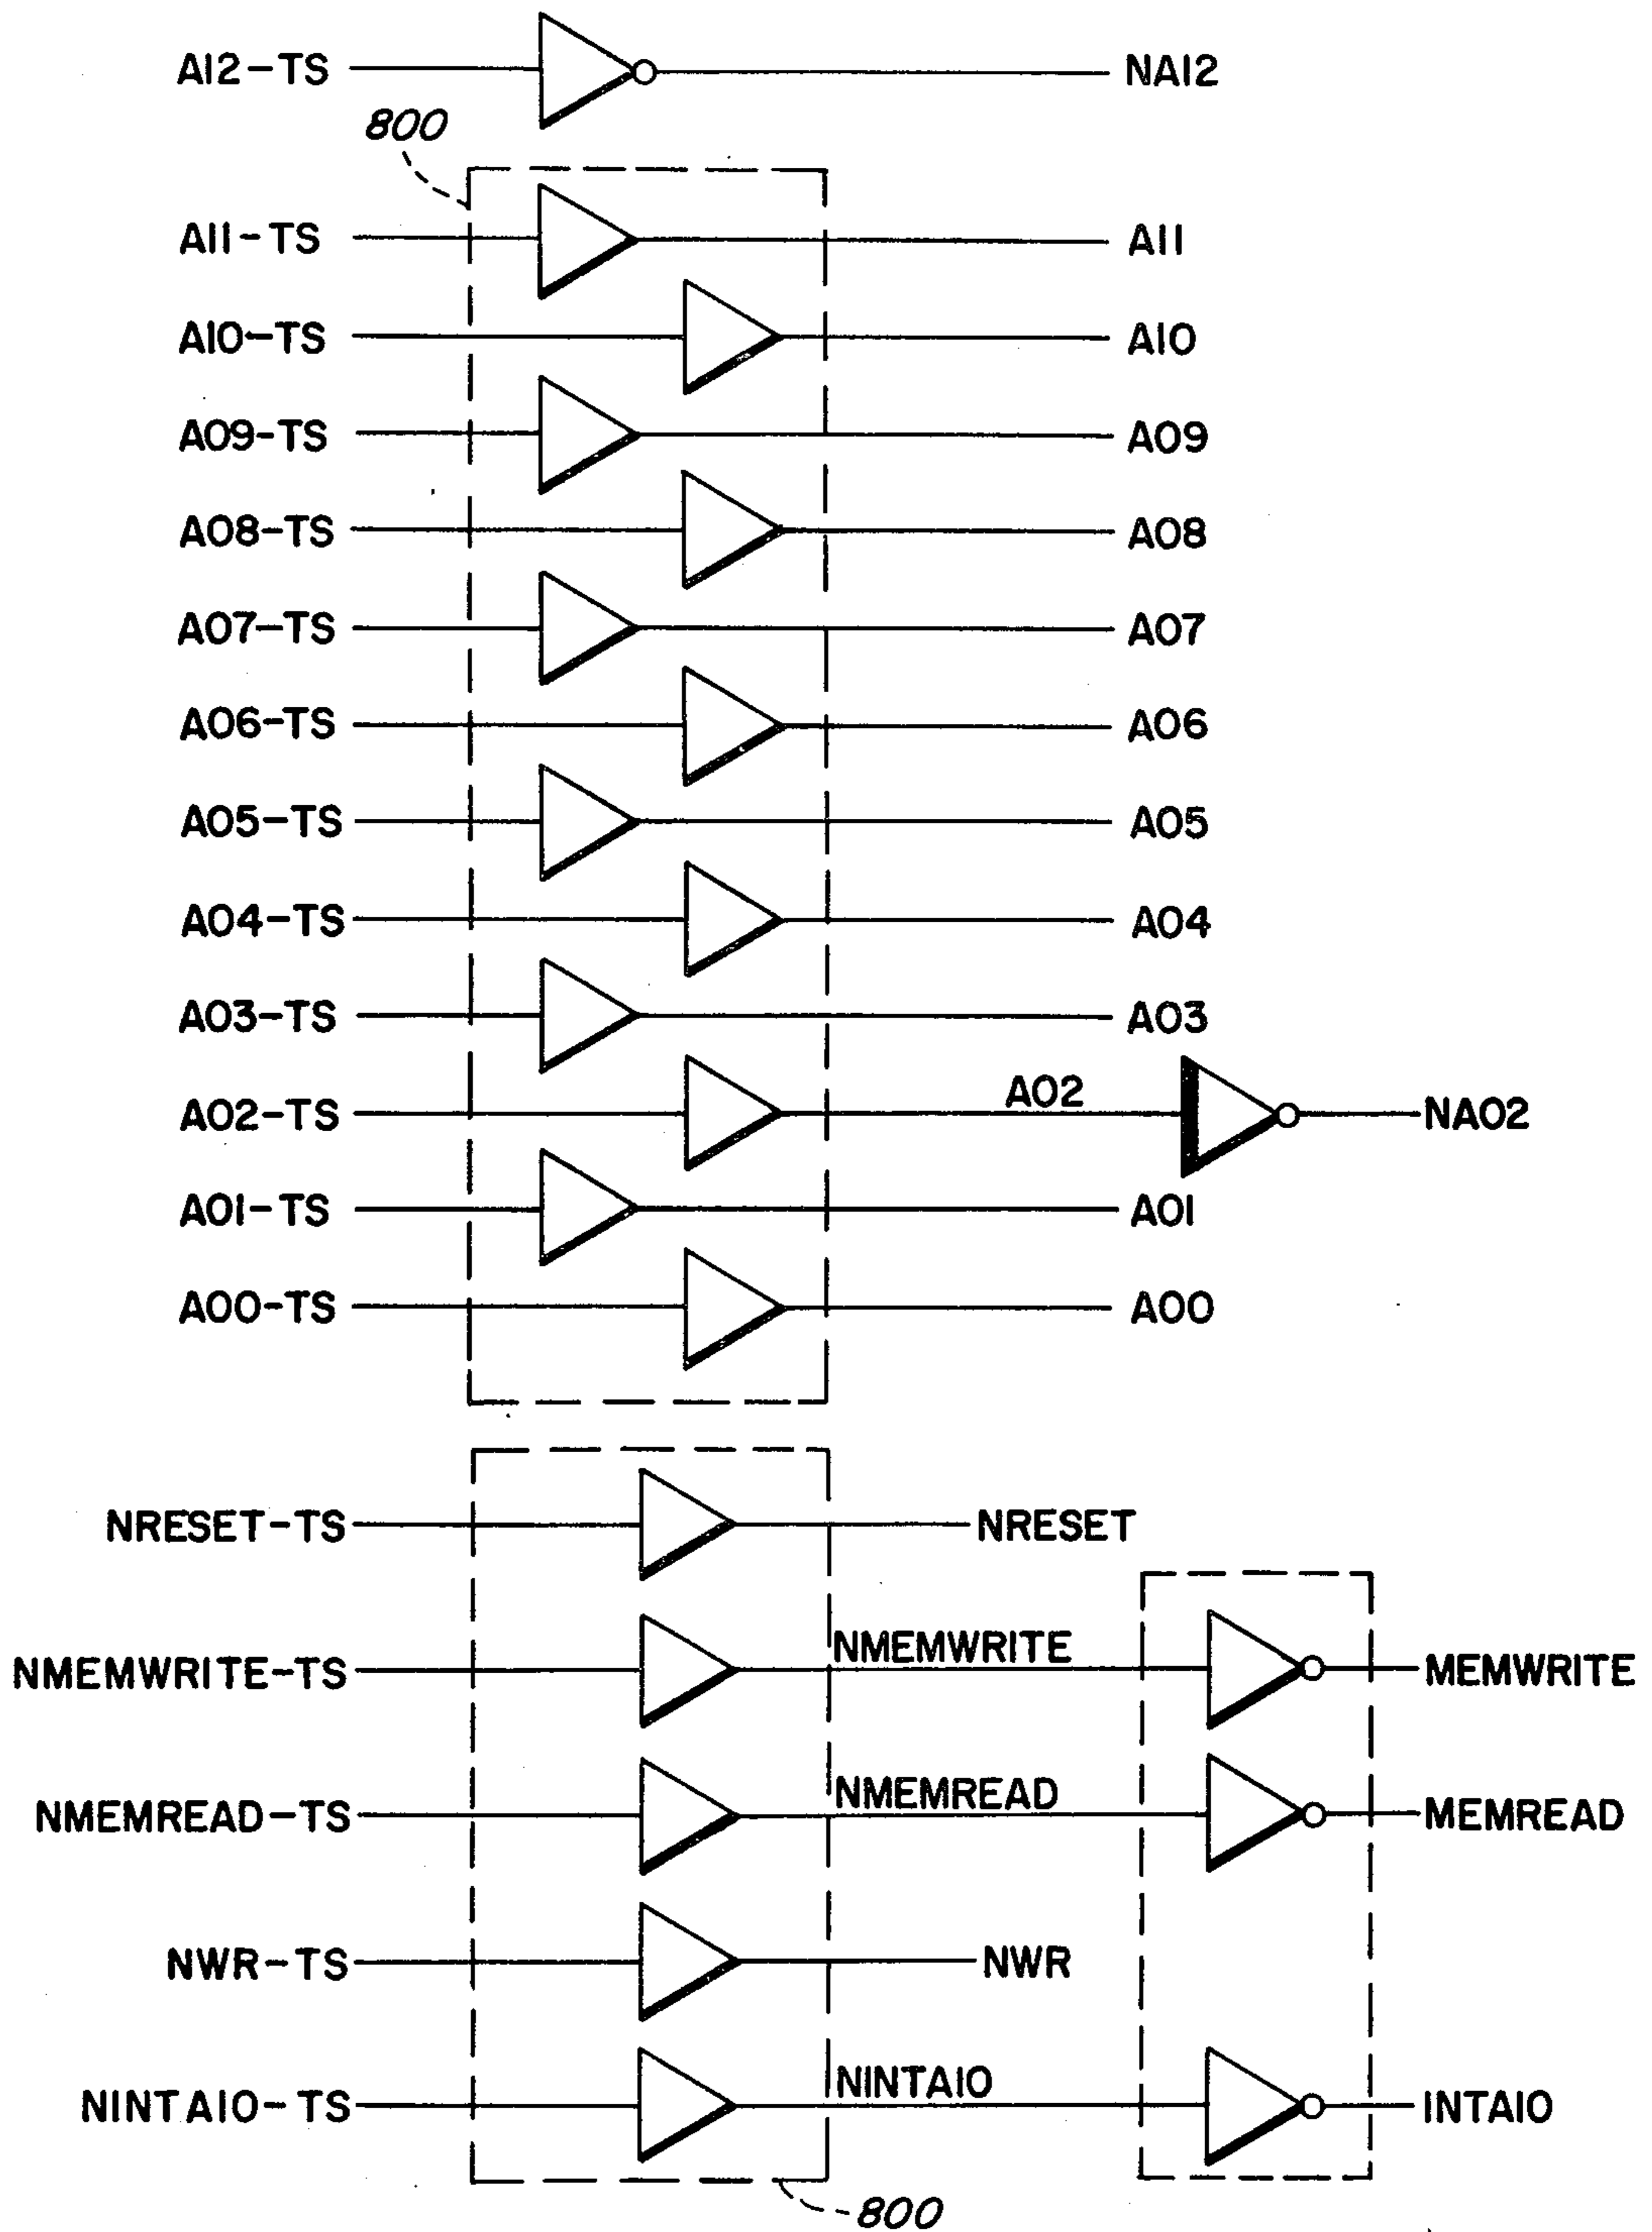 A12-TS NA12
800
A11-TS A11
A10-TS A10
A09-TS A09
A08-TS A08
A07-TS A07
A06-TS A06
A05-TS A05
A04-TS A04
A03-TS A03
A02-TS A02 NA02
A01-TS A01
A00-TS A00
NRESET-TS NRESET
NMEMWRITE-TS NMEMWRITE MEMWRITE
NMEMREAD-TS NMEMREAD MEMREAD
NWR-TS NWR
NINTAIO-TS NINTAIO INTAIO
800